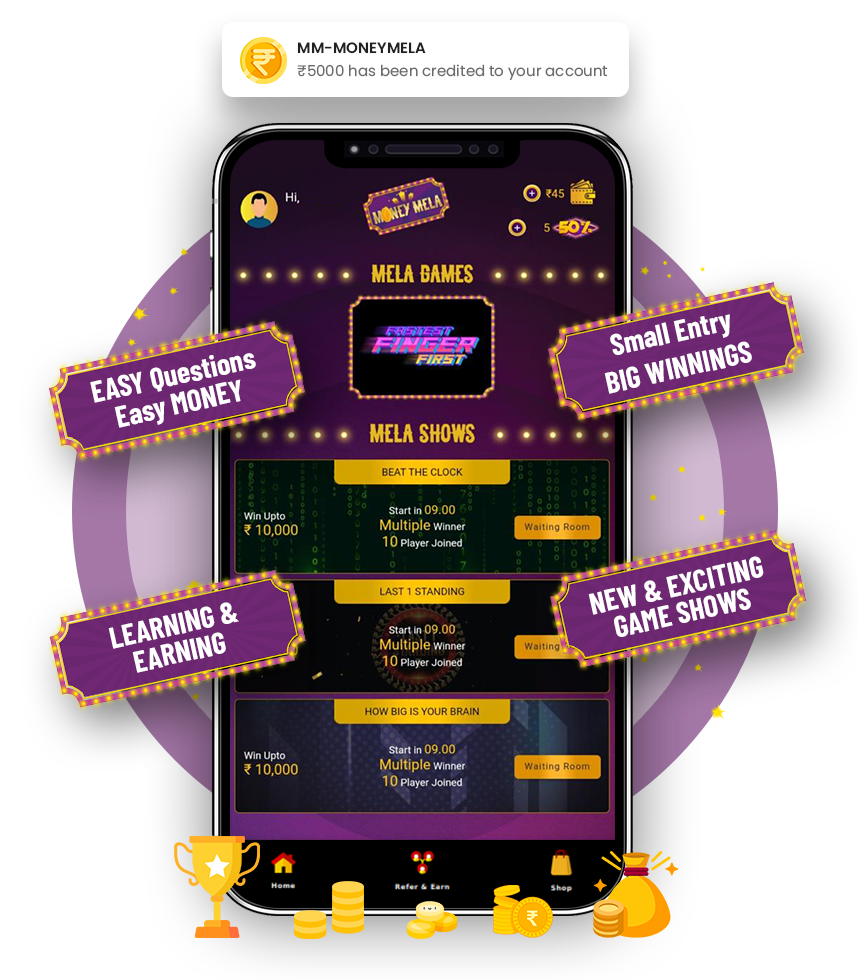 MM-MONEYMELA
₹5000 has been credited to your account
Hi,
MONEY MELA
₹45
5 50%
MELA GAMES
FASTEST
FINGER
FIRST
EASY Questions
Easy MONEY
Small Entry
BIG WINNINGS
MELA SHOWS
BEAT THE CLOCK
Win Upto
₹ 10,000
Start in 09.00
Multiple Winner
10 Player Joined
Waiting Room
LAST 1 STANDING
Start in 09.00
Multiple Winner
10 Player Joined
Waiting
LEARNING &
EARNING
NEW & EXCITING
GAME SHOWS
HOW BIG IS YOUR BRAIN
Win Upto
₹ 10,000
Start in 09.00
Multiple Winner
10 Player Joined
Waiting Room
Home
Refer & Earn
Shop
₹